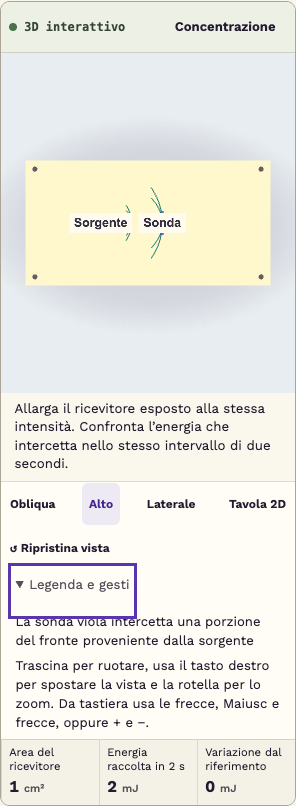 3D interattivo Concentrazione
Sorgente Sonda
Allarga il ricevitore esposto alla stessa
intensità. Confronta l’energia che
intercetta nello stesso intervallo di due
secondi.
Obliqua Alto Laterale Tavola 2D
↺ Ripristina vista
▼ Legenda e gesti
La sonda viola intercetta una porzione
del fronte proveniente dalla sorgente
Trascina per ruotare, usa il tasto destro
per spostare la vista e la rotella per lo
zoom. Da tastiera usa le frecce, Maiusc e
frecce, oppure + e −.
Area del ricevitore
1 cm²
Energia raccolta in 2 s
2 mJ
Variazione dal riferimento
0 mJ